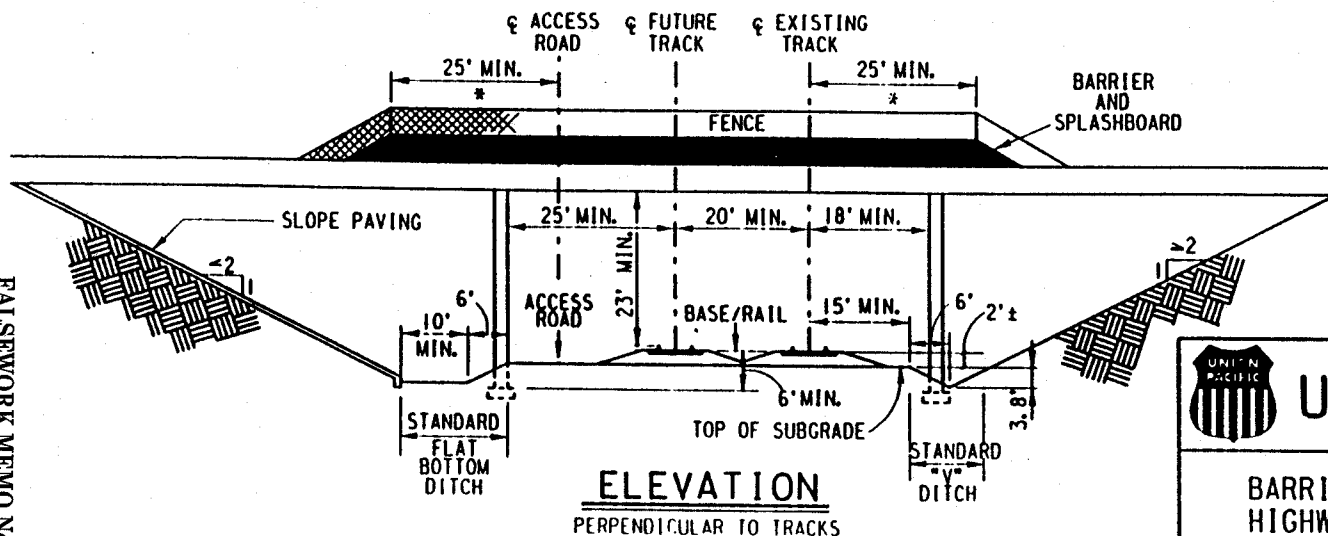 ℄ ACCESS ROAD
℄ FUTURE TRACK
℄ EXISTING TRACK
25' MIN.
*
25' MIN.
*
BARRIER
AND
SPLASHBOARD
FENCE
SLOPE PAVING
25' MIN.
20' MIN.
18' MIN.
23' MIN.
2
1
≥2
1
10'
MIN.
6'
ACCESS
ROAD
BASE/RAIL
15' MIN.
6'
2'±
6' MIN.
3.8'
TOP OF SUBGRADE
STANDARD
FLAT
BOTTOM
DITCH
STANDARD
"V"
DITCH
ELEVATION
PERPENDICULAR TO TRACKS
UNION
PACIFIC
U
BARRI
HIGHW
FALSEWORK MEMO N